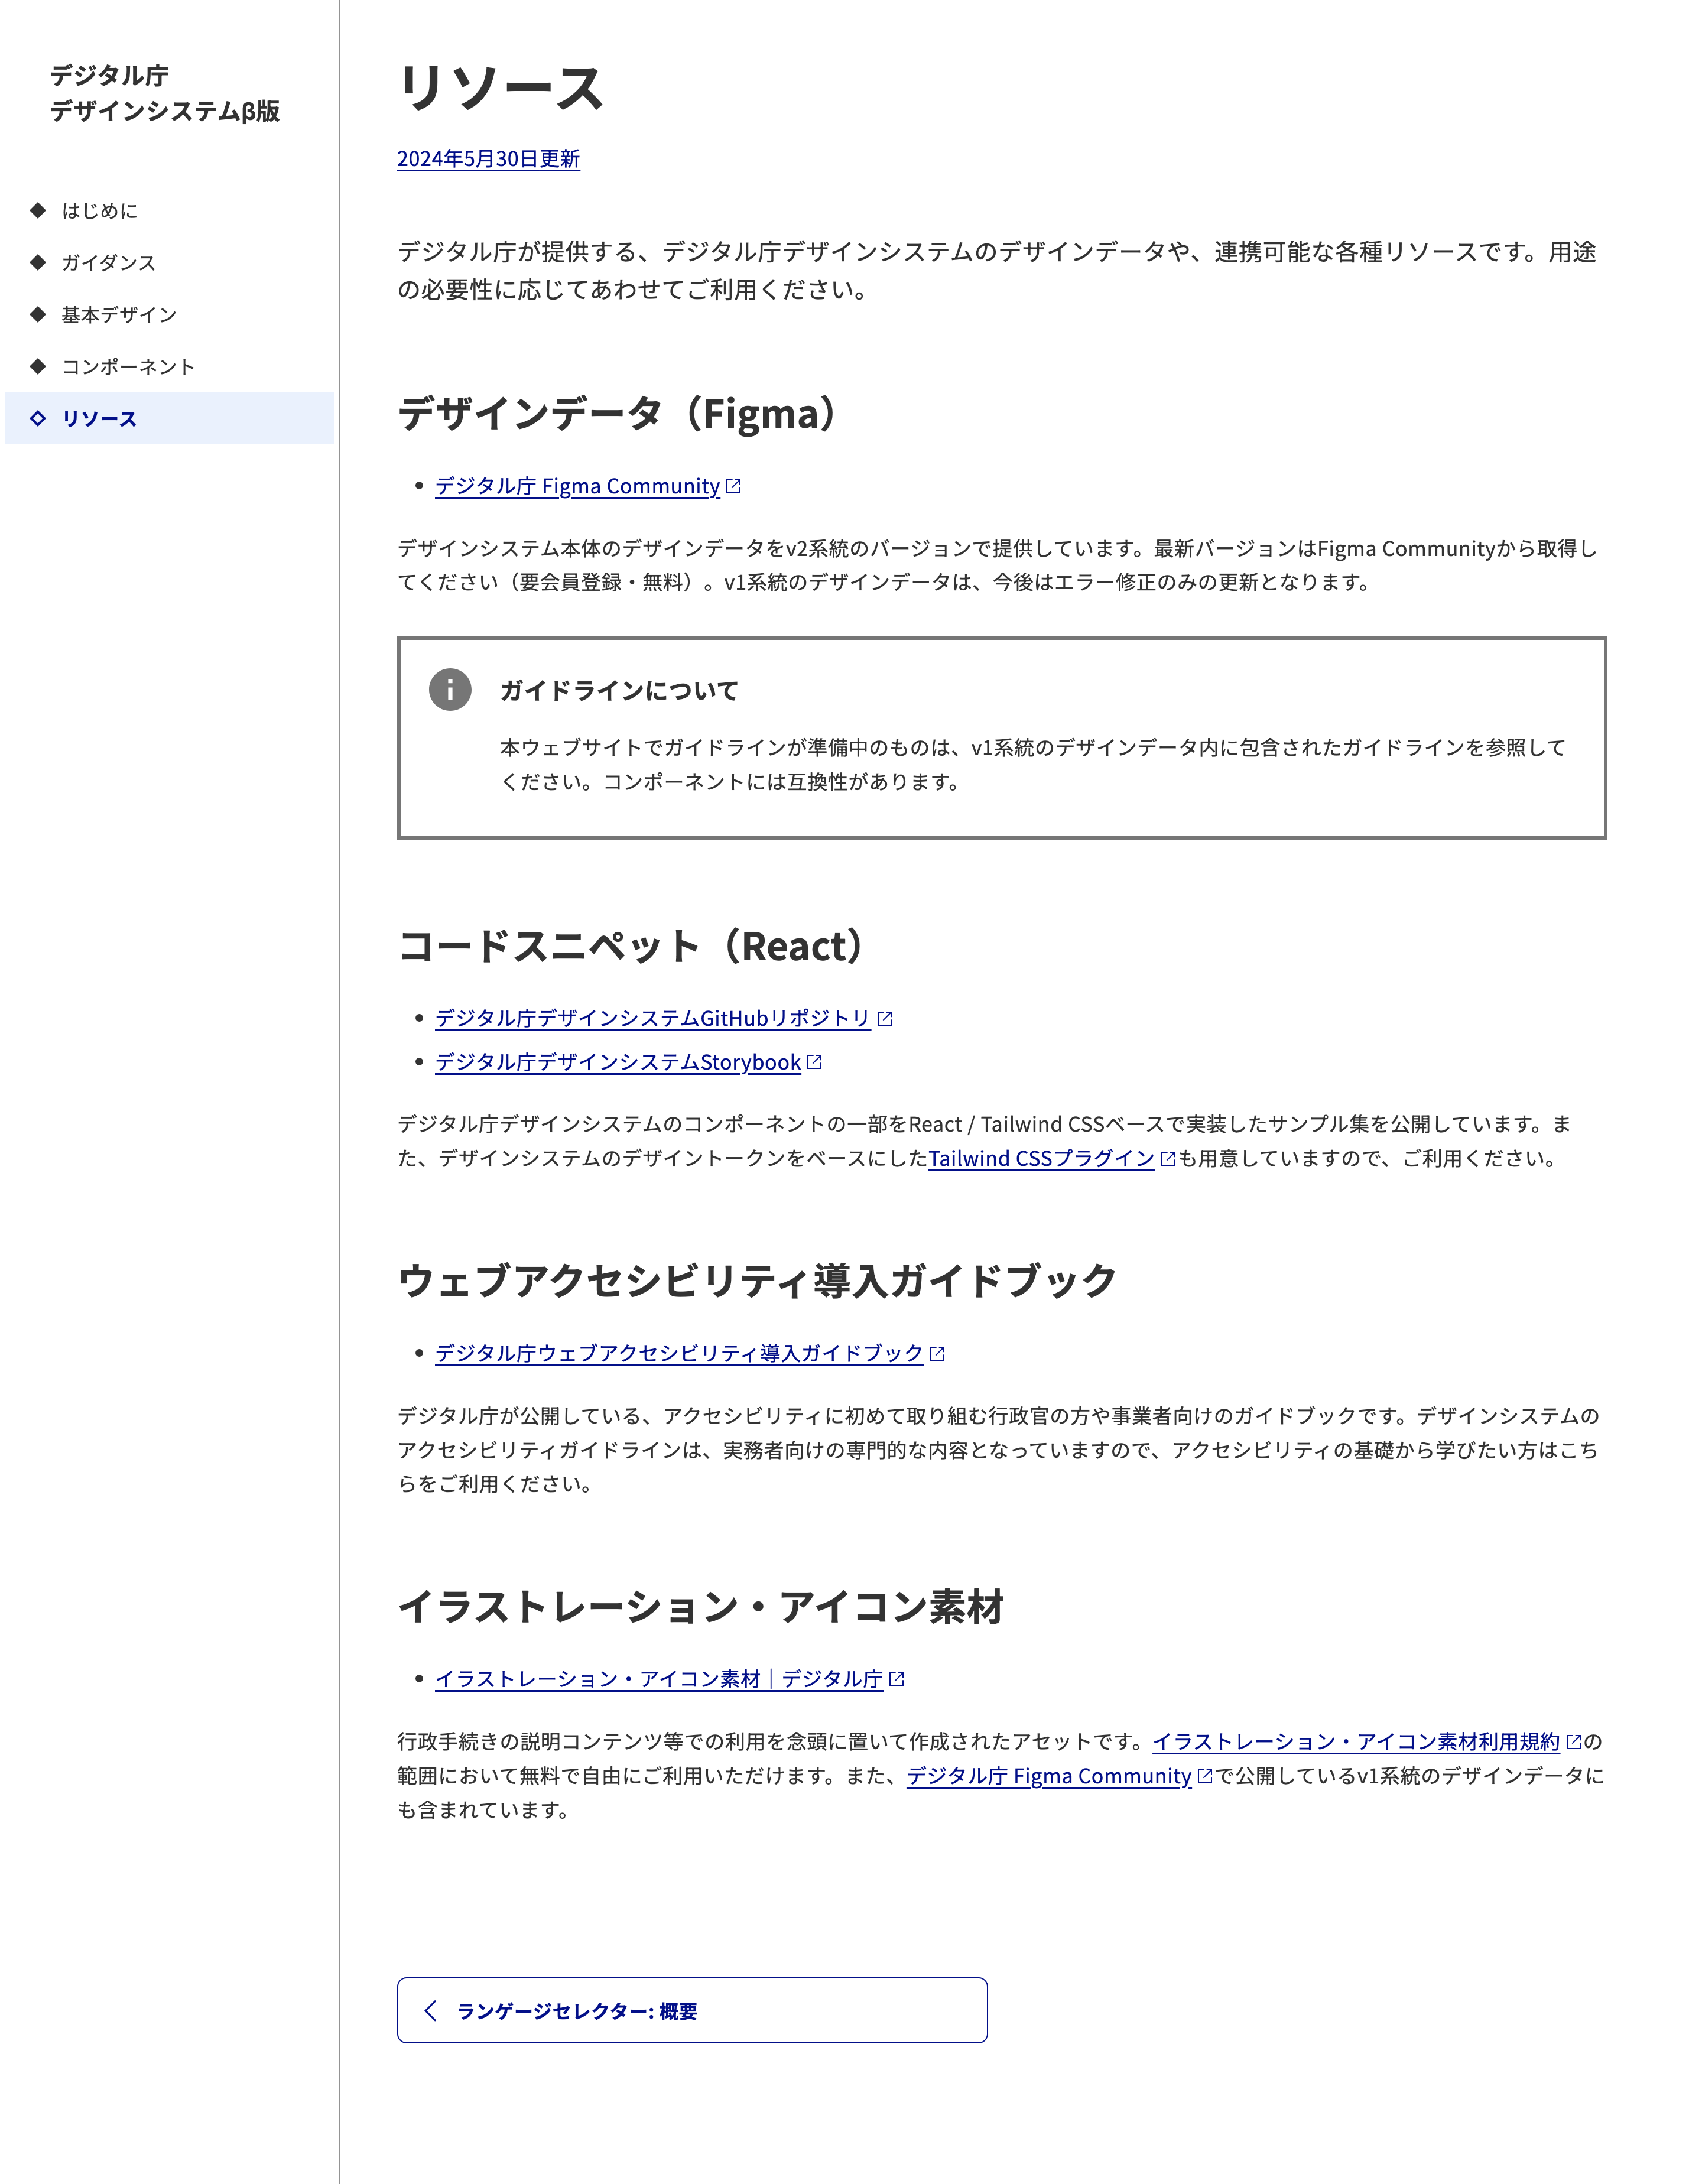 デジタル庁
デザインシステムβ版
はじめに
ガイダンス
基本デザイン
コンポーネント
リソース
リソース
2024年5月30日更新
デジタル庁が提供する、デジタル庁デザインシステムのデザインデータや、連携可能な各種リソースです。用途
の必要性に応じてあわせてご利用ください。
デザインデータ（Figma）
デジタル庁 Figma Community
デザインシステム本体のデザインデータをv2系統のバージョンで提供しています。最新バージョンはFigma Communityから取得し
てください（要会員登録・無料）。v1系統のデザインデータは、今後はエラー修正のみの更新となります。
ガイドラインについて
本ウェブサイトでガイドラインが準備中のものは、v1系統のデザインデータ内に包含されたガイドラインを参照して
ください。コンポーネントには互換性があります。
コードスニペット（React）
デジタル庁デザインシステムGitHubリポジトリ
デジタル庁デザインシステムStorybook
デジタル庁デザインシステムのコンポーネントの一部をReact / Tailwind CSSベースで実装したサンプル集を公開しています。ま
た、デザインシステムのデザイントークンをベースにしたTailwind CSSプラグインも用意していますので、ご利用ください。
ウェブアクセシビリティ導入ガイドブック
デジタル庁ウェブアクセシビリティ導入ガイドブック
デジタル庁が公開している、アクセシビリティに初めて取り組む行政官の方や事業者向けのガイドブックです。デザインシステムの
アクセシビリティガイドラインは、実務者向けの専門的な内容となっていますので、アクセシビリティの基礎から学びたい方はこち
らをご利用ください。
イラストレーション・アイコン素材
イラストレーション・アイコン素材｜デジタル庁
行政手続きの説明コンテンツ等での利用を念頭に置いて作成されたアセットです。イラストレーション・アイコン素材利用規約の
範囲において無料で自由にご利用いただけます。また、デジタル庁 Figma Communityで公開しているv1系統のデザインデータに
も含まれています。
ランゲージセレクター: 概要